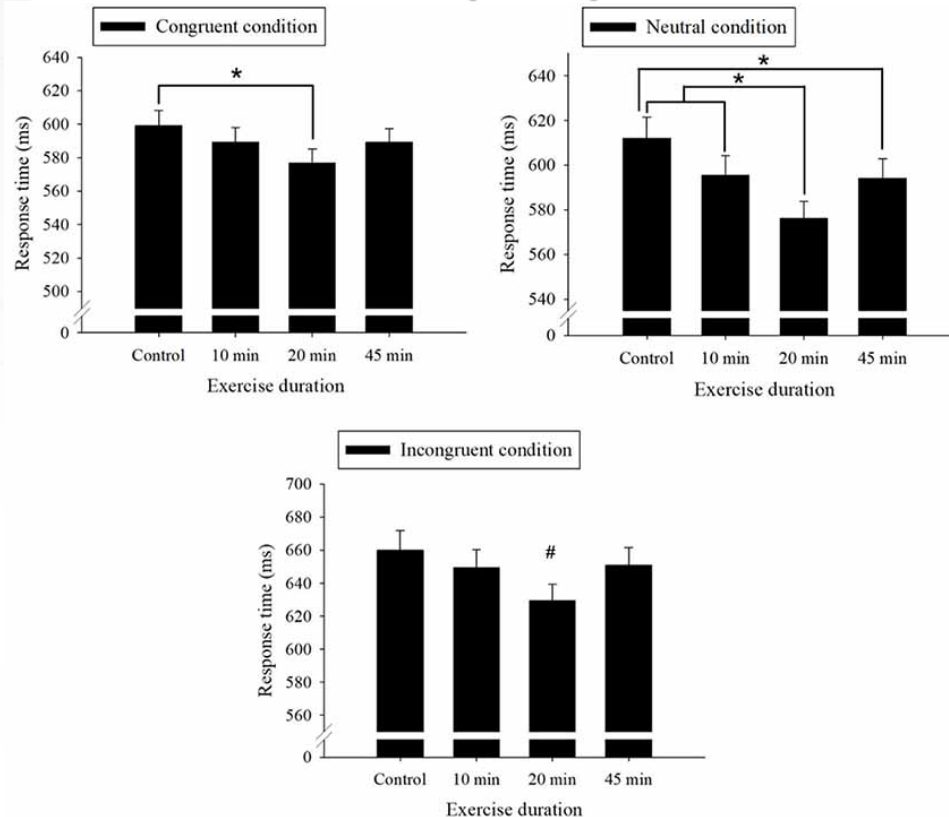 Congruent condition
640
620
600
580
560
540
520
500
0
Response time (ms)
*
Control 10 min 20 min 45 min
Exercise duration
Neutral condition
640
620
600
580
560
540
0
Response time (ms)
*
*
Control 10 min 20 min 45 min
Exercise duration
Incongruent condition
700
680
660
640
620
600
580
560
0
Response time (ms)
#
Control 10 min 20 min 45 min
Exercise duration